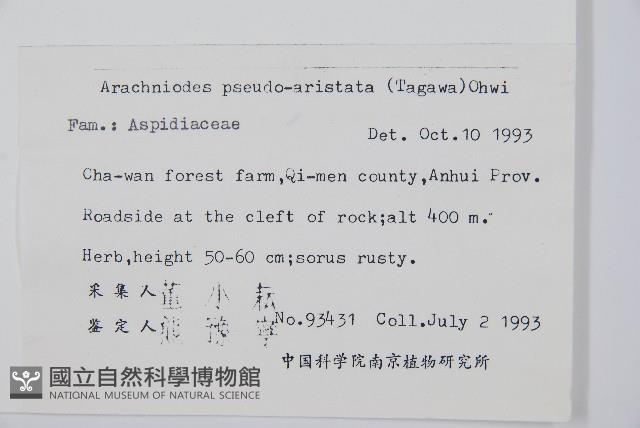 Arachniodes pseudo-aristata (Tagawa)Ohwi
Fam.: Aspidiaceae
Det. Oct.10 1993
Cha-wan forest farm,Qi-men county,Anhui Prov.
Roadside at the cleft of rock;alt 400 m.
Herb,height 50-60 cm;sorus rusty.
采集人 董小
鉴定人 No.93431 Coll.July 2 1993
中国科学院南京植物研究所
國立自然科學博物館
NATIONAL MUSEUM OF NATURAL SCIENCE